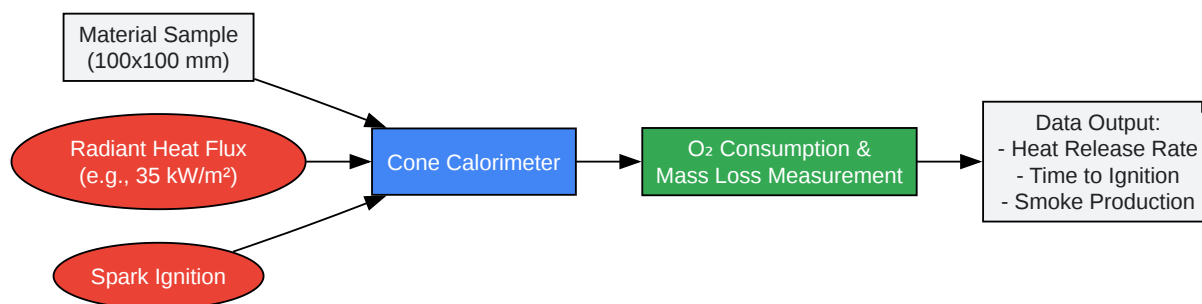 Material Sample
(100x100 mm)
Radiant Heat Flux
(e.g., 35 kW/m²)
Spark Ignition
Cone Calorimeter
O₂ Consumption &
Mass Loss Measurement
Data Output:
- Heat Release Rate
- Time to Ignition
- Smoke Production